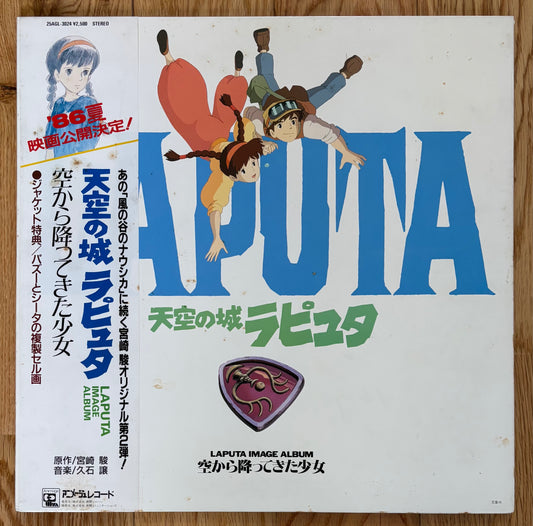 25AGL-3024 ¥2,500 STEREO
'86夏
映画公開決定!
あの「風の谷のナウシカ」に続く宮崎 駿オリジナル第2弾!
天空の城 ラピュタ
LAPUTA
IMAGE
ALBUM
空から降ってきた少女
●ジャケット特典/パズーとシータの複製セル画
原作/宮崎 駿
音楽/久石 譲
アニメージュレコード
APUTA
天空の城ラピュタ
LAPUTA IMAGE ALBUM
空から降ってきた少女